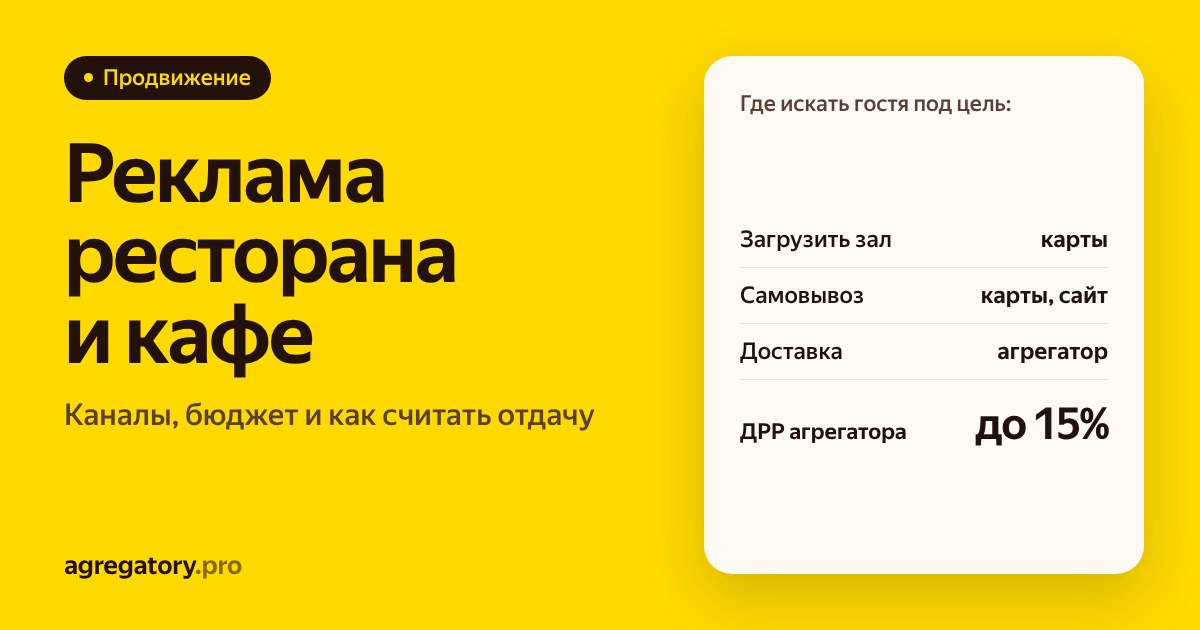 Продвижение
Реклама
ресторана
и кафе
Каналы, бюджет и как считать отдачу
agregatory.pro
Где искать гостя под цель:
Загрузить зал карты
Самовывоз карты, сайт
Доставка агрегатор
ДРР агрегатора до 15%